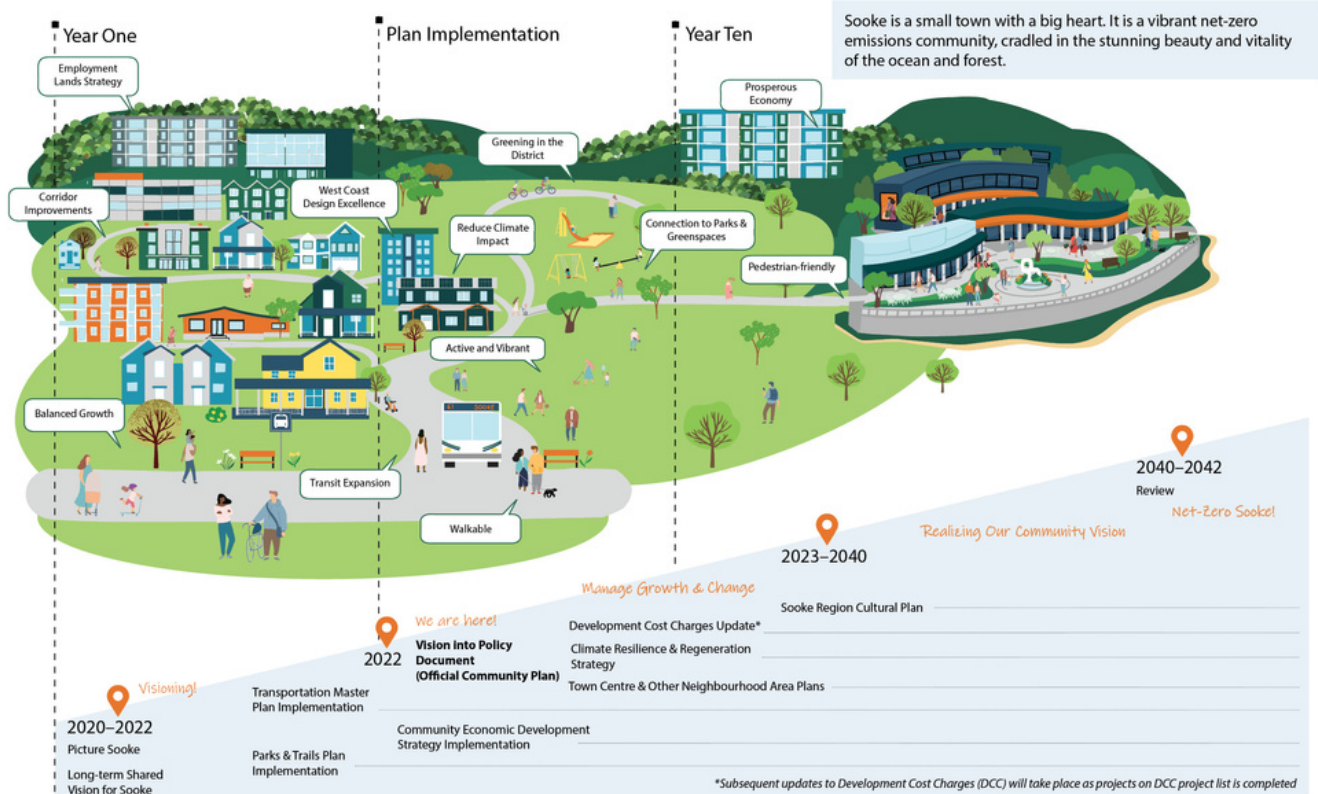 Year One
Plan Implementation
Year Ten
Sooke is a small town with a big heart. It is a vibrant net-zero
emissions community, cradled in the stunning beauty and vitality
of the ocean and forest.
Employment
Lands Strategy
Prosperous
Economy
Greening in the
District
Corridor
Improvements
West Coast
Design Excellence
Reduce Climate
Impact
Connection to Parks &
Greenspaces
Pedestrian-friendly
Active and Vibrant
Balanced Growth
SOOKE
Transit Expansion
Walkable
2040–2042
Review
Net-Zero Sooke!
Realizing Our Community Vision
2023–2040
Manage Growth & Change
Sooke Region Cultural Plan
We are here!
Development Cost Charges Update*
2022
Vision into Policy
Document
(Official Community Plan)
Climate Resilience & Regeneration
Strategy
Town Centre & Other Neighbourhood Area Plans
Visioning!
Transportation Master
Plan Implementation
2020–2022
Picture Sooke
Long-term Shared
Vision for Sooke
Community Economic Development
Strategy Implementation
Parks & Trails Plan
Implementation
*Subsequent updates to Development Cost Charges (DCC) will take place as projects on DCC project list is completed